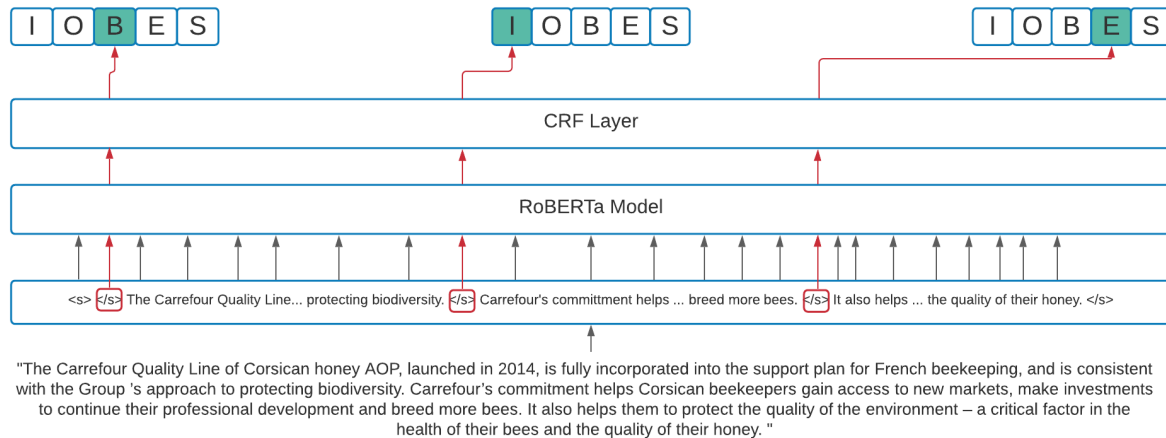 I O B E S I O B E S I O B E S
CRF Layer
RoBERTa Model
<s> </s> The Carrefour Quality Line... protecting biodiversity. </s> Carrefour's committment helps ... breed more bees. </s> It also helps ... the quality of their honey. </s>
"The Carrefour Quality Line of Corsican honey AOP, launched in 2014, is fully incorporated into the support plan for French beekeeping, and is consistent
with the Group 's approach to protecting biodiversity. Carrefour’s commitment helps Corsican beekeepers gain access to new markets, make investments
to continue their professional development and breed more bees. It also helps them to protect the quality of the environment – a critical factor in the
health of their bees and the quality of their honey. "